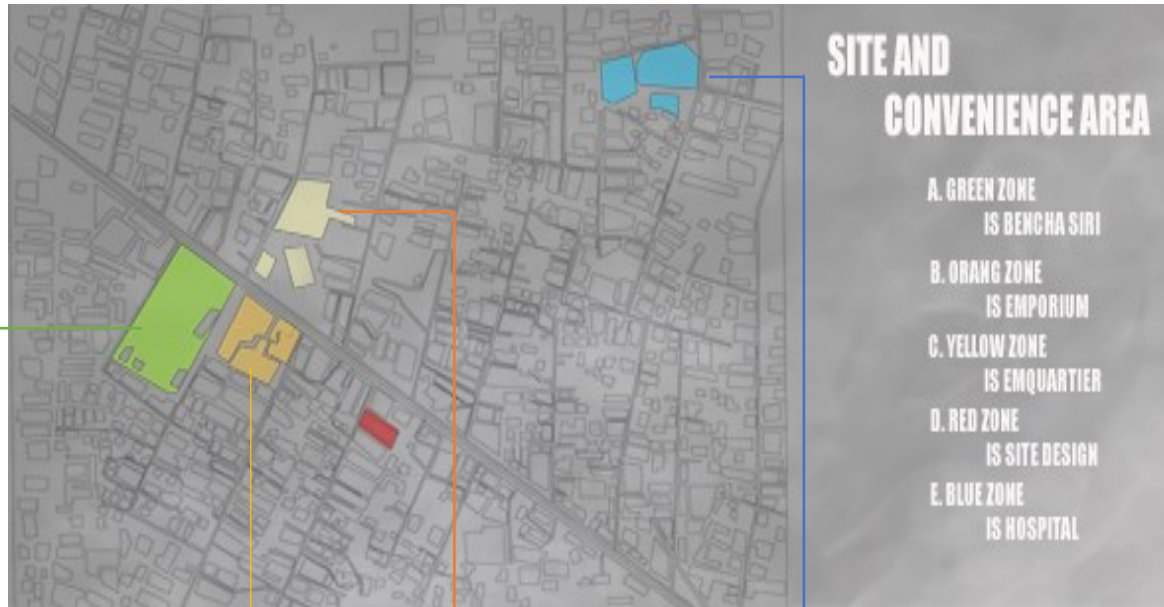 SITE AND
CONVENIENCE AREA
A. GREEN ZONE
IS BENCHA SIRI
B. ORANG ZONE
IS EMPORIUM
C. YELLOW ZONE
IS EMQUARTIER
D. RED ZONE
IS SITE DESIGN
E. BLUE ZONE
IS HOSPITAL